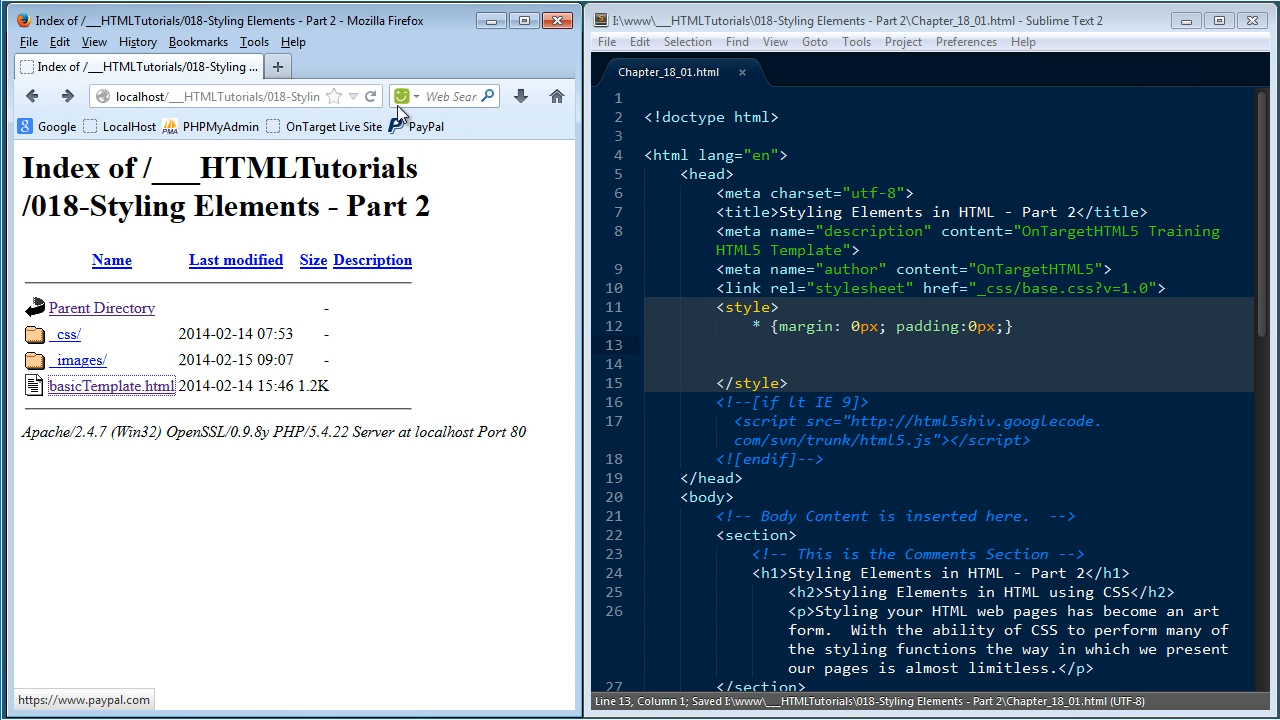 Index of /___HTMLTutorials/018-Styling Elements - Part 2 - Mozilla Firefox
File Edit View History Bookmarks Tools Help
Index of /___HTMLTutorials/018-Styling ... +
localhost/___HTMLTutorials/018-Stylin Web Sear
Google LocalHost PMA PHPMyAdmin OnTarget Live Site PayPal
Index of /___HTMLTutorials
/018-Styling Elements - Part 2
Name Last modified Size Description
Parent Directory -
_css/ 2014-02-14 07:53 -
_images/ 2014-02-15 09:07 -
basicTemplate.html 2014-02-14 15:46 1.2K
Apache/2.4.7 (Win32) OpenSSL/0.9.8y PHP/5.4.22 Server at localhost Port 80
https://www.paypal.com
I:\www\___HTMLTutorials\018-Styling Elements - Part 2\Chapter_18_01.html - Sublime Text 2
File Edit Selection Find View Goto Tools Project Preferences Help
Chapter_18_01.html ×
1
2 <!doctype html>
3
4 <html lang="en">
5 <head>
6 <meta charset="utf-8">
7 <title>Styling Elements in HTML - Part 2</title>
8 <meta name="description" content="OnTargetHTML5 Training
HTML5 Template">
9 <meta name="author" content="OnTargetHTML5">
10 <link rel="stylesheet" href="_css/base.css?v=1.0">
11 <style>
12 * {margin: 0px; padding:0px;}
13
14
15 </style>
16 <!--[if lt IE 9]>
17 <script src="http://html5shiv.googlecode.
com/svn/trunk/html5.js"></script>
18 <![endif]-->
19 </head>
20 <body>
21 <!-- Body Content is inserted here.  -->
22 <section>
23 <!-- This is the Comments Section -->
24 <h1>Styling Elements in HTML - Part 2</h1>
25 <h2>Styling Elements in HTML using CSS</h2>
26 <p>Styling your HTML web pages has become an art
form.  With the ability of CSS to perform many of
the styling functions the way in which we present
our pages is almost limitless.</p>
27 </section>
Line 13, Column 1; Saved I:\www\___HTMLTutorials\018-Styling Elements - Part 2\Chapter_18_01.html (UTF-8)